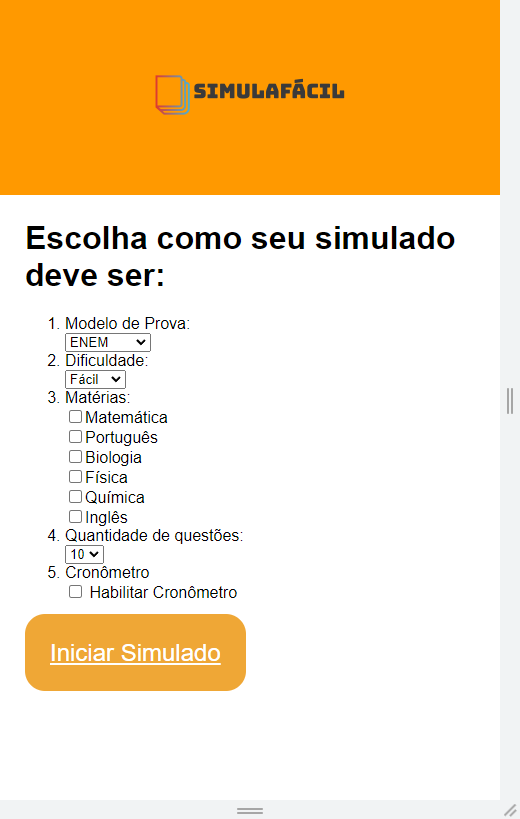 SIMULAFÁCIL
Escolha como seu simulado
deve ser:
1. Modelo de Prova:
ENEM
2. Dificuldade:
Fácil
3. Matérias:
Matemática
Português
Biologia
Física
Química
Inglês
4. Quantidade de questões:
10
5. Cronômetro
Habilitar Cronômetro
Iniciar Simulado